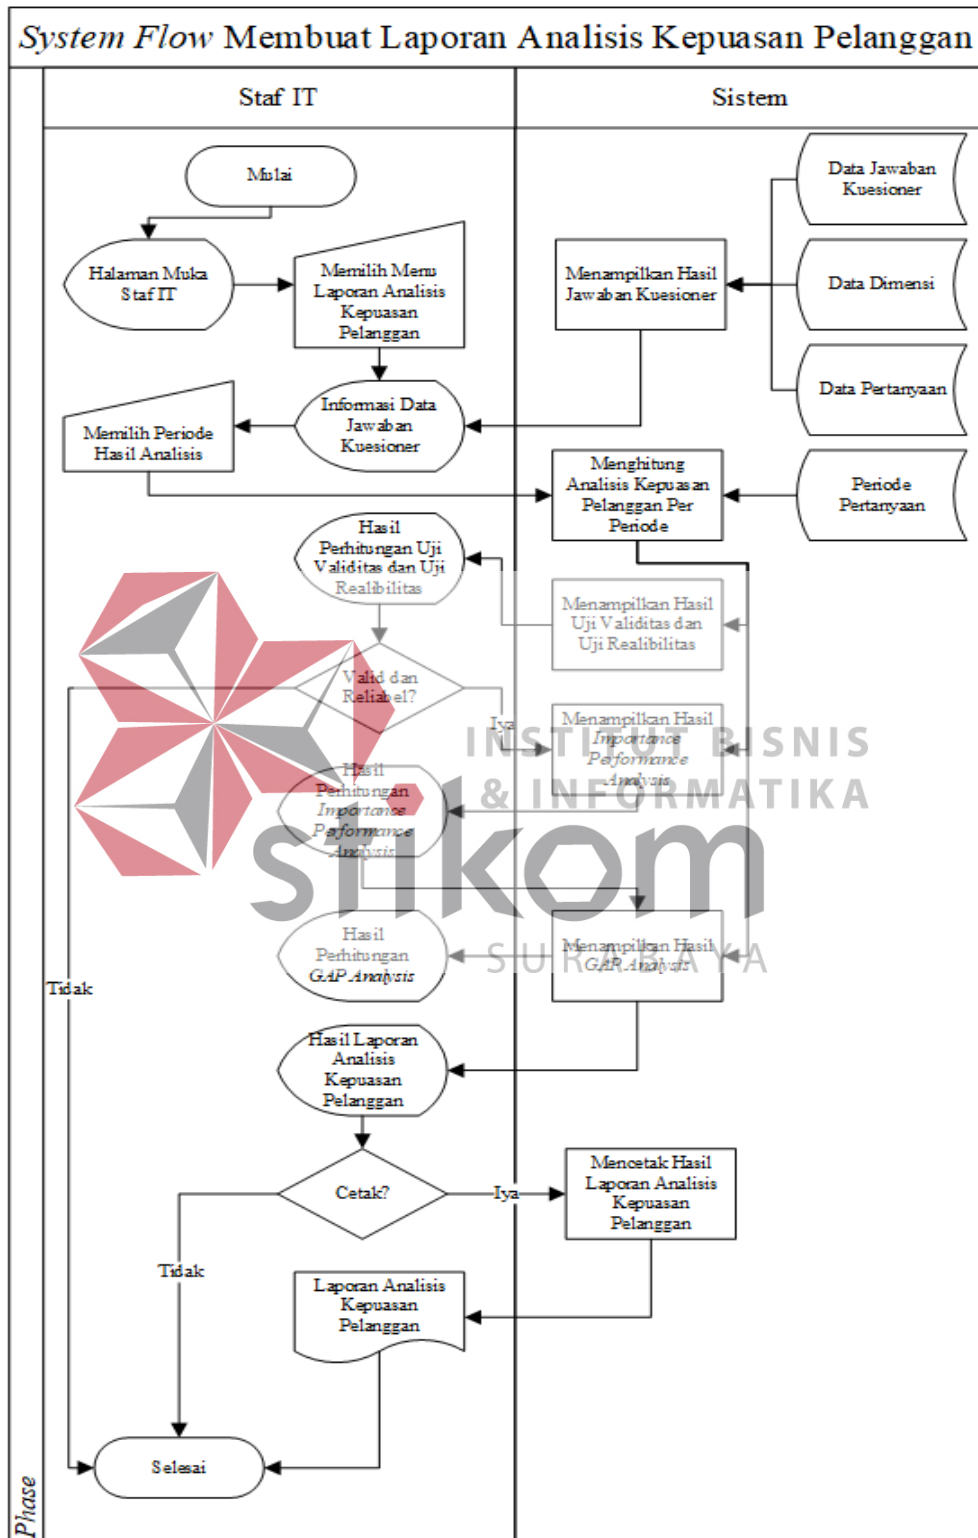 System Flow Membuat Laporan Analisis Kepuasan Pelanggan
Staf IT
Sistem
Mulai
Data Jawaban
Kuesioner
Halaman Muka
Staf IT
Memilih Menu
Laporan Analisis
Kepuasan
Pelanggan
Menampilkan Hasil
Jawaban Kuesioner
Data Dimensi
Data Pertanyaan
Informasi Data
Jawaban
Kuesioner
Memilih Periode
Hasil Analisis
Menghitung
Analisis Kepuasan
Pelanggan Per
Periode
Periode
Pertanyaan
Hasil
Perhitungan Uji
Validitas dan Uji
Realibilitas
Menampilkan Hasil
Uji Validitas dan
Uji Realibilitas
Valid dan
Reliabel?
Iya
Menampilkan Hasil
Importance
Performance
Analysis
Hasil
Perhitungan
Importance
Performance
Analysis
INSTITUT BISNIS
& INFORMATIKA
stikom
SURABAYA
Hasil
Perhitungan
GAP Analysis
Menampilkan Hasil
GAP Analysis
Tidak
Hasil Laporan
Analisis
Kepuasan
Pelanggan
Cetak?
Iya
Mencetak Hasil
Laporan Analisis
Kepuasan
Pelanggan
Tidak
Laporan Analisis
Kepuasan
Pelanggan
Selesai
Phase